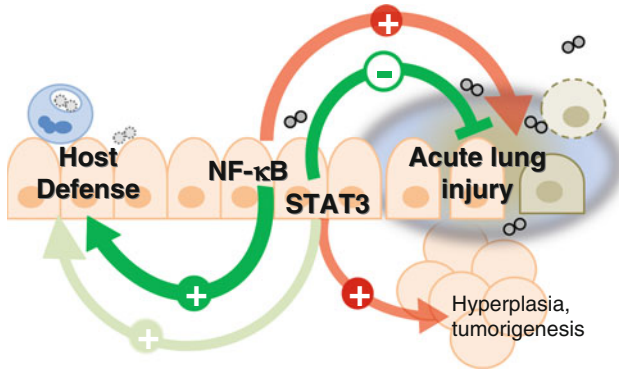 +
-
Host
Defense
NF-κB
STAT3
Acute lung
injury
+
+
+
Hyperplasia,
tumorigenesis